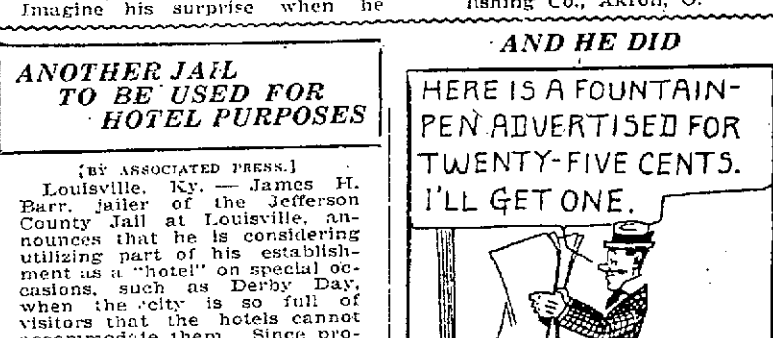 Imagine his surprise when he
ANOTHER JAIL
TO BE USED FOR
HOTEL PURPOSES
[BY ASSOCIATED PRESS.]
Louisville, Ky. — James H.
Barr, jailer of the Jefferson
County Jail at Louisville, an-
nounces that he is considering
utilizing part of his establish-
ment as a "hotel" on special oc-
casions, such as Derby Day,
when the city is so full of
visitors that the hotels cannot
accommodate them. Since pro-
fishing Co., Akron, O.
AND HE DID
HERE IS A FOUNTAIN-
PEN ADVERTISED FOR
TWENTY-FIVE CENTS.
I'LL GET ONE.